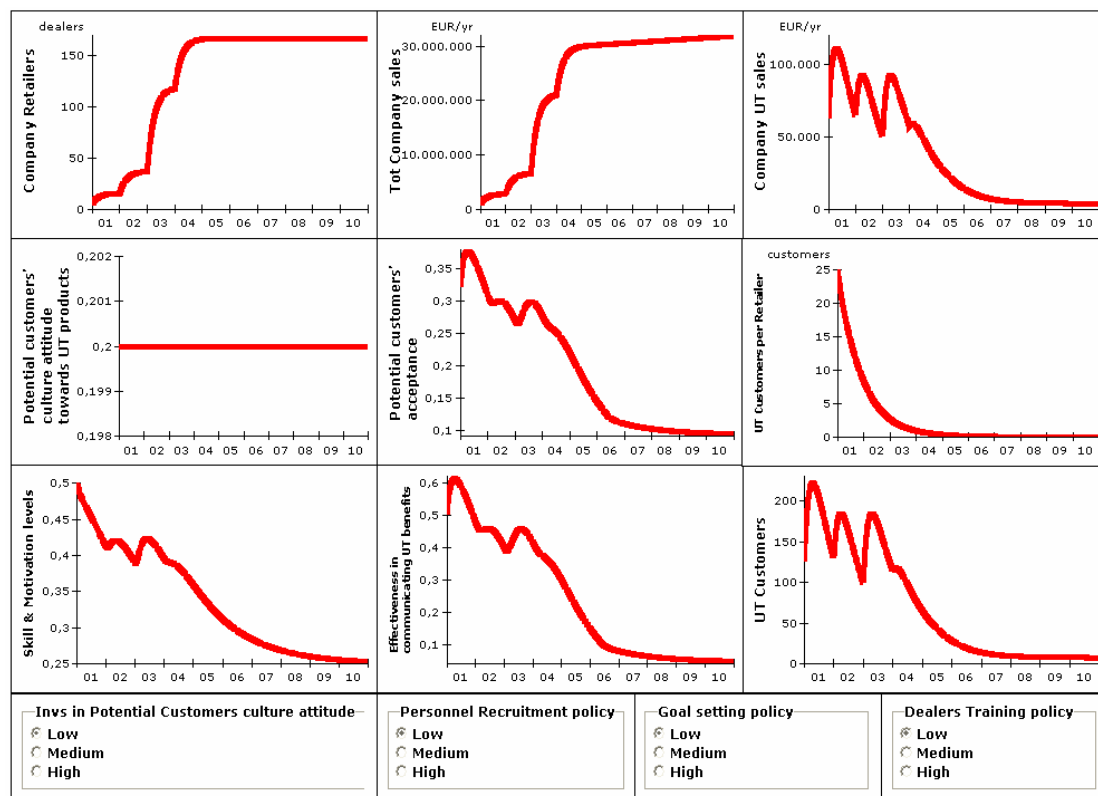 dealers
Company Retailers
150
100
50
0
01 02 03 04 05 06 07 08 09 10
EUR/yr
Tot Company sales
30.000.000
20.000.000
10.000.000
0
01 02 03 04 05 06 07 08 09 10
EUR/yr
Company UT sales
100.000
50.000
0
01 02 03 04 05 06 07 08 09 10
Potential customers'
culture attitude
towards UT products
0,202
0,201
0,2
0,199
0,198
01 02 03 04 05 06 07 08 09 10
Potential customers'
acceptance
0,35
0,3
0,25
0,2
0,15
0,1
01 02 03 04 05 06 07 08 09 10
customers
UT Customers per Retailer
25
20
15
10
5
0
01 02 03 04 05 06 07 08 09 10
Skill & Motivation levels
0,5
0,45
0,4
0,35
0,3
0,25
01 02 03 04 05 06 07 08 09 10
Effectiveness in
communicating UT benefits
0,6
0,5
0,4
0,3
0,2
0,1
01 02 03 04 05 06 07 08 09 10
UT Customers
200
150
100
50
0
01 02 03 04 05 06 07 08 09 10
Invs in Potential Customers culture attitude
Low
Medium
High
Personnel Recruitment policy
Low
Medium
High
Goal setting policy
Low
Medium
High
Dealers Training policy
Low
Medium
High